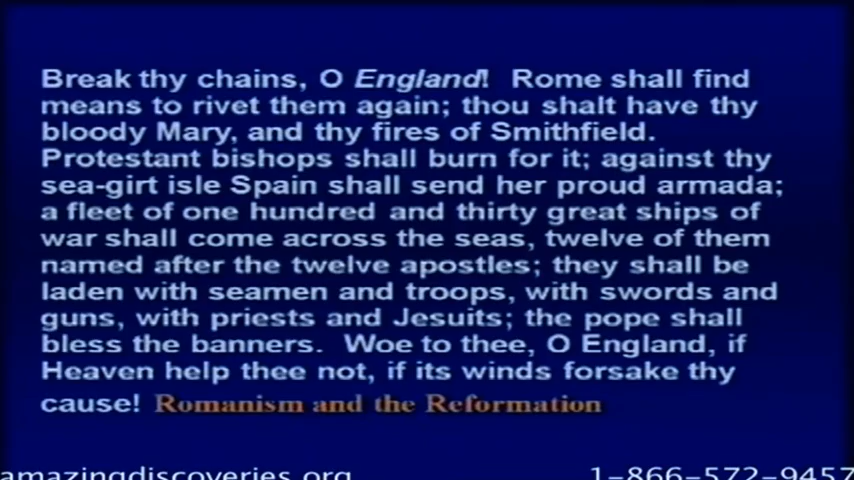 Break thy chains, O England! Rome shall find
means to rivet them again; thou shalt have thy
bloody Mary, and thy fires of Smithfield.
Protestant bishops shall burn for it; against thy
sea-girt isle Spain shall send her proud armada;
a fleet of one hundred and thirty great ships of
war shall come across the seas, twelve of them
named after the twelve apostles; they shall be
laden with seamen and troops, with swords and
guns, with priests and Jesuits; the pope shall
bless the banners. Woe to thee, O England, if
Heaven help thee not, if its winds forsake thy
cause! Romanism and the Reformation
amazingdiscoveries.org 1-866-572-9457